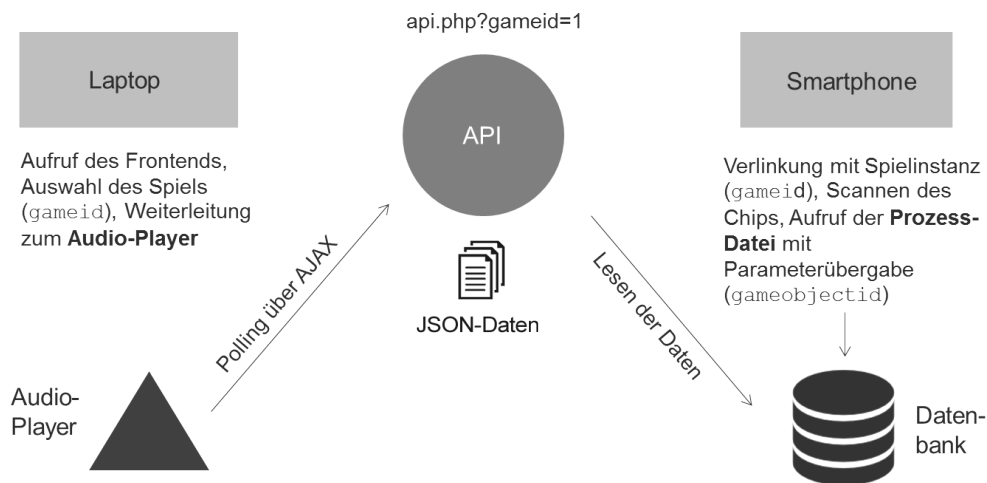 api.php?gameid=1
Laptop
API
Smartphone
Aufruf des Frontends,
Auswahl des Spiels
(gameid), Weiterleitung
zum Audio-Player
Verlinkung mit Spielinstanz
(gameid), Scannen des
Chips, Aufruf der Prozess-
Datei mit
Parameterübergabe
(gameobjectid)
Polling über AJAX
JSON-Daten
Lesen der Daten
Audio-
Player
Daten-
bank